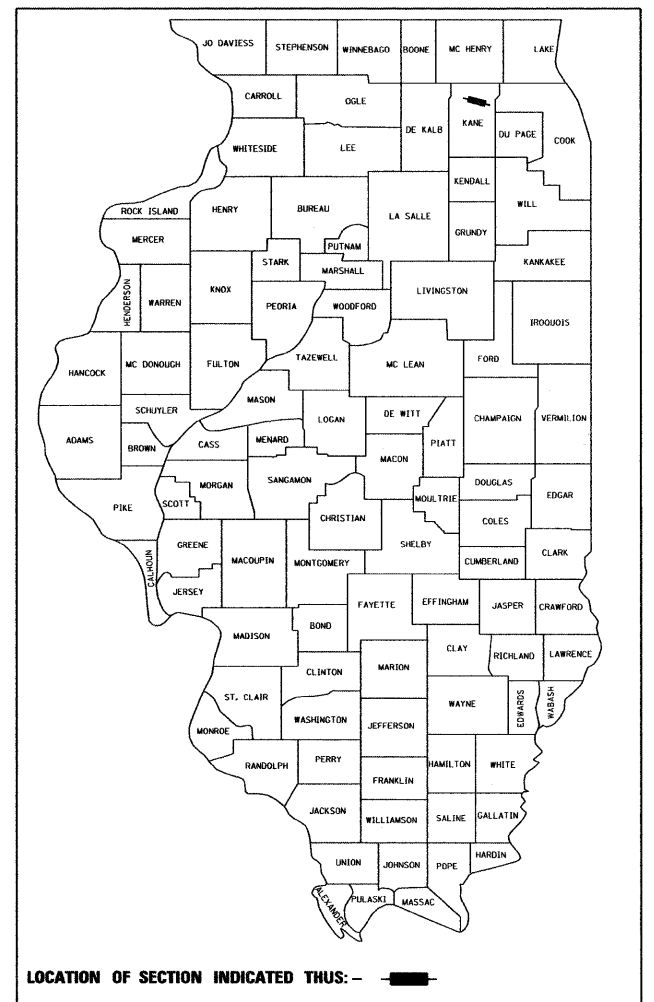 JO DAVIESS
STEPHENSON
WINNEBAGO
BOONE
MC HENRY
LAKE
CARROLL
OGLE
DE KALB
KANE
DU PAGE
COOK
WHITESIDE
LEE
KENDALL
ROCK ISLAND
HENRY
BUREAU
LA SALLE
WILL
MERCER
PUTNAM
GRUNDY
STARK
MARSHALL
KANKAKEE
HENDERSON
WARREN
KNOX
PEORIA
WOODFORD
LIVINGSTON
IROQUOIS
HANCOCK
MC DONOUGH
FULTON
TAZEWELL
MC LEAN
FORD
MASON
SCHUYLER
LOGAN
DE WITT
CHAMPAIGN
VERMILION
ADAMS
BROWN
CASS
MENARD
MACON
PIATT
MORGAN
SANGAMON
DOUGLAS
EDGAR
PIKE
SCOTT
CHRISTIAN
MOULTRIE
COLES
GREENE
SHELBY
CALHOUN
MACOUPIN
MONTGOMERY
CUMBERLAND
CLARK
JERSEY
FAYETTE
EFFINGHAM
JASPER
CRAWFORD
MADISON
BOND
CLAY
RICHLAND
LAWRENCE
CLINTON
MARION
ST. CLAIR
WAYNE
EDWARDS
WABASH
WASHINGTON
JEFFERSON
MONROE
RANDOLPH
PERRY
HAMILTON
WHITE
FRANKLIN
JACKSON
WILLIAMSON
SALINE
GALLATIN
UNION
JOHNSON
POPE
HARDIN
ALEXANDER
PULASKI
MASSAC
LOCATION OF SECTION INDICATED THUS: -